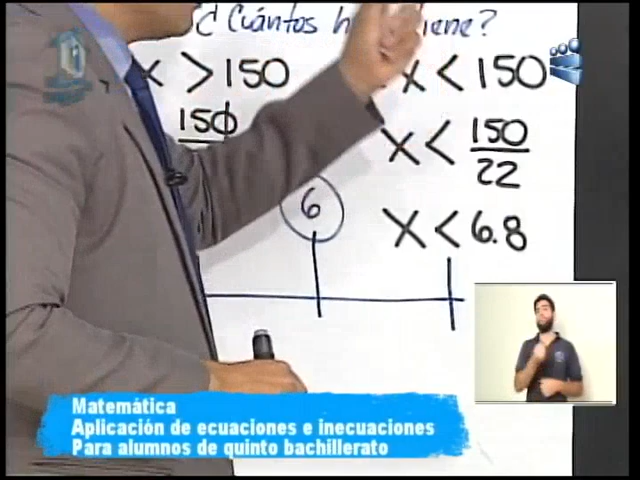 ¿Cuántos h iene?
x > 150
x < 150
150
x < 150
22
6
x < 6.8
Matemática
Aplicación de ecuaciones e inecuaciones
Para alumnos de quinto bachillerato